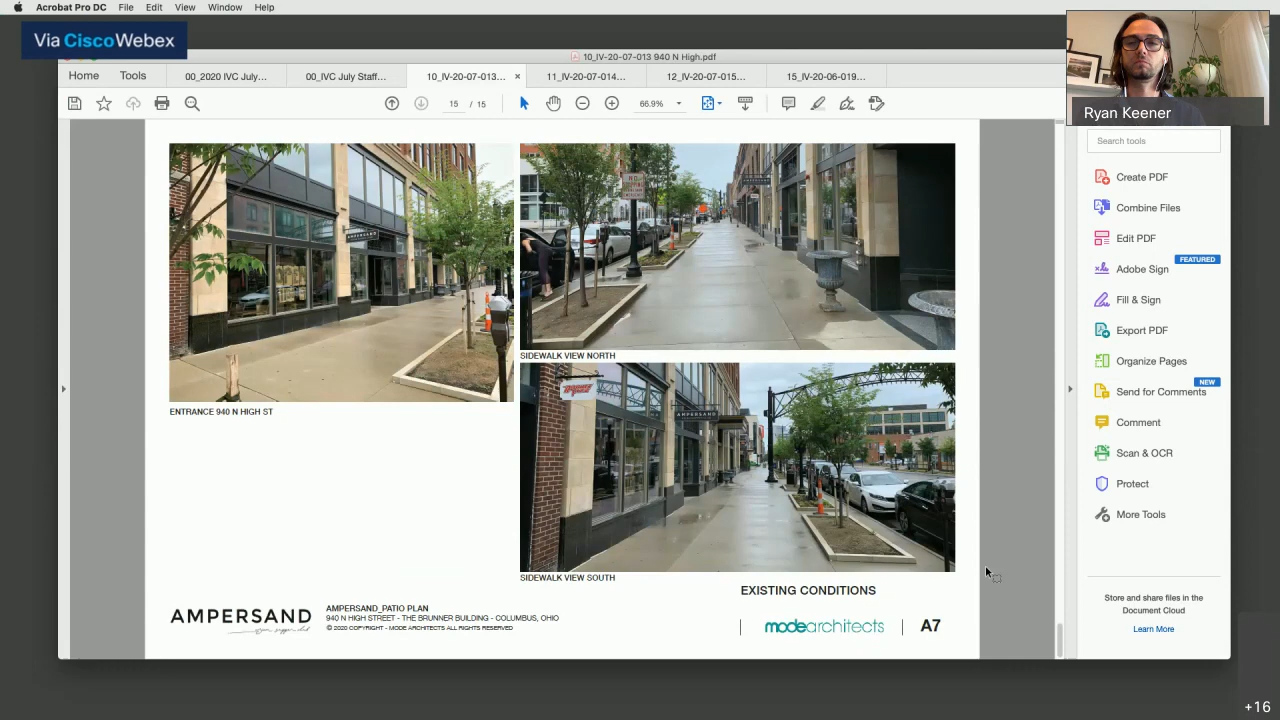 Acrobat Pro DC File Edit View Window Help
Via CiscoWebex
10_IV-20-07-013 940 N High.pdf
Home Tools 00_2020 IVC July... 00_IVC July Staff... 10_IV-20-07-013... × 11_IV-20-07-014... 12_IV-20-07-015... 15_IV-20-06-019...
15 / 15 66.9%
Ryan Keener
Search tools
Create PDF
Combine Files
Edit PDF
FEATURED
Adobe Sign
Fill & Sign
Export PDF
Organize Pages
NEW
Send for Comments
Comment
Scan & OCR
Protect
More Tools
Store and share files in the
Document Cloud
Learn More
AMPERSAND
ENTRANCE 940 N HIGH ST
SIDEWALK VIEW NORTH
AMPERSAND
SIDEWALK VIEW SOUTH
EXISTING CONDITIONS
AMPERSAND
AMPERSAND_PATIO PLAN
940 N HIGH STREET - THE BRUNNER BUILDING - COLUMBUS, OHIO
© 2020 COPYRIGHT - MODE ARCHITECTS ALL RIGHTS RESERVED
modearchitects
A7
+16